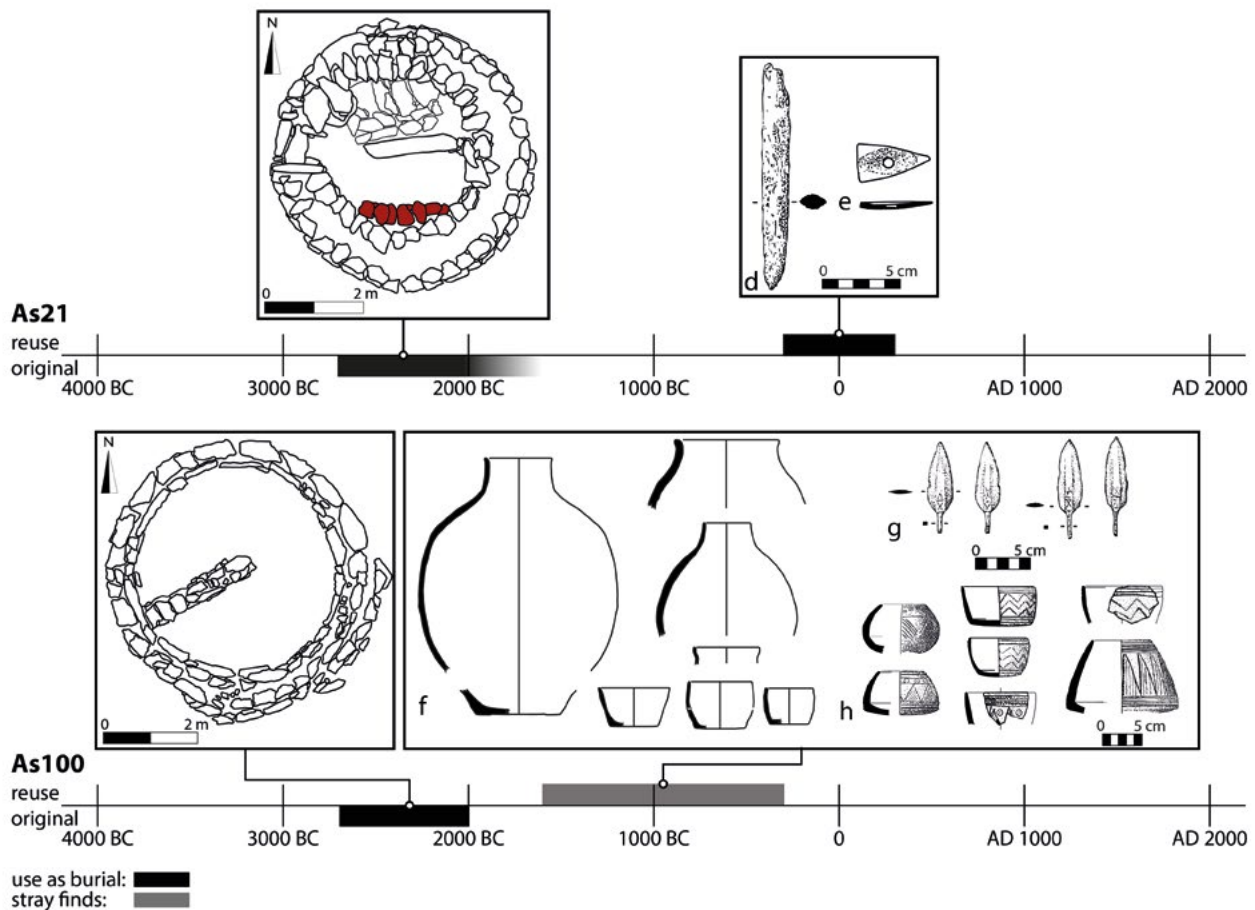 N
0 2 m
d
e
0 5 cm
As21
reuse
original
4000 BC 3000 BC 2000 BC 1000 BC 0 AD 1000 AD 2000
N
0 2 m
f
g
0 5 cm
h
0 5 cm
As100
reuse
original
4000 BC 3000 BC 2000 BC 1000 BC 0 AD 1000 AD 2000
use as burial:
stray finds: